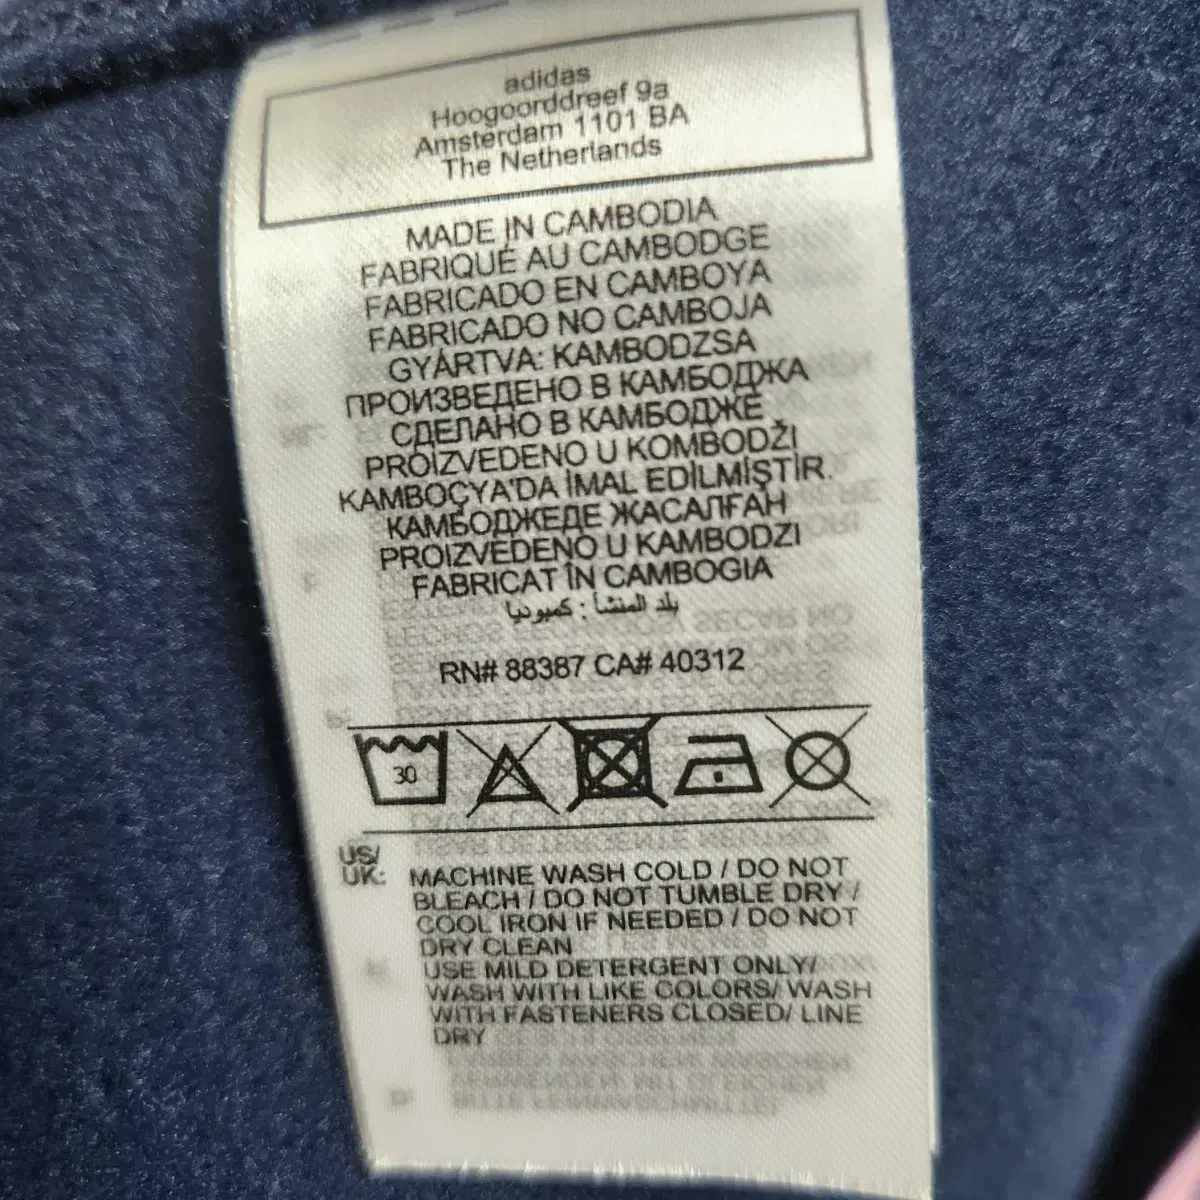 adidas
Hoogoorddreef 9a
Amsterdam 1101 BA
The Netherlands
MADE IN CAMBODIA
FABRIQUÉ AU CAMBODGE
FABRICADO EN CAMBOYA
FABRICADO NO CAMBOJA
GYÁRTVA: KAMBODZSA
ПРОИЗВЕДЕНО В КАМБОДЖА
СДЕЛАНО В КАМБОДЖЕ
PROIZVEDENO U KOMBODŽI
KAMBOÇYA'DA İMAL EDİLMİŞTİR.
КАМБОДЖЕДЕ ЖАСАЛҒАН
PROIZVEDENO U KAMBODZI
FABRICAT ÎN CAMBOGIA
بلد المنشأ : كمبوديا
RN# 88387 CA# 40312
30
US/
UK:
MACHINE WASH COLD / DO NOT
BLEACH / DO NOT TUMBLE DRY /
COOL IRON IF NEEDED / DO NOT
DRY CLEAN
USE MILD DETERGENT ONLY/
WASH WITH LIKE COLORS/ WASH
WITH FASTENERS CLOSED/ LINE
DRY